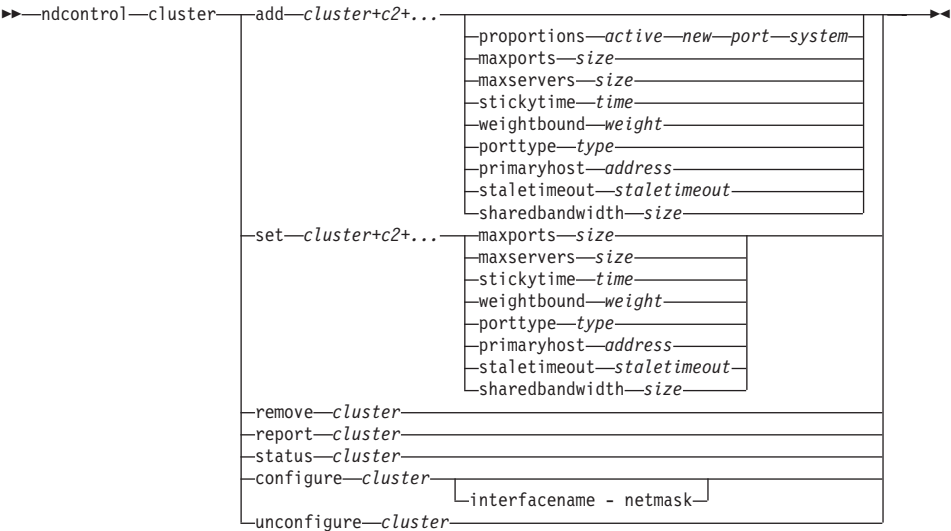 ndcontrol cluster add cluster+c2+...
proportions active new port system
maxports size
maxservers size
stickytime time
weightbound weight
porttype type
primaryhost address
staletimeout staletimeout
sharedbandwidth size
set cluster+c2+... maxports size
maxservers size
stickytime time
weightbound weight
porttype type
primaryhost address
staletimeout staletimeout
sharedbandwidth size
remove cluster
report cluster
status cluster
configure cluster
interfacename - netmask
unconfigure cluster